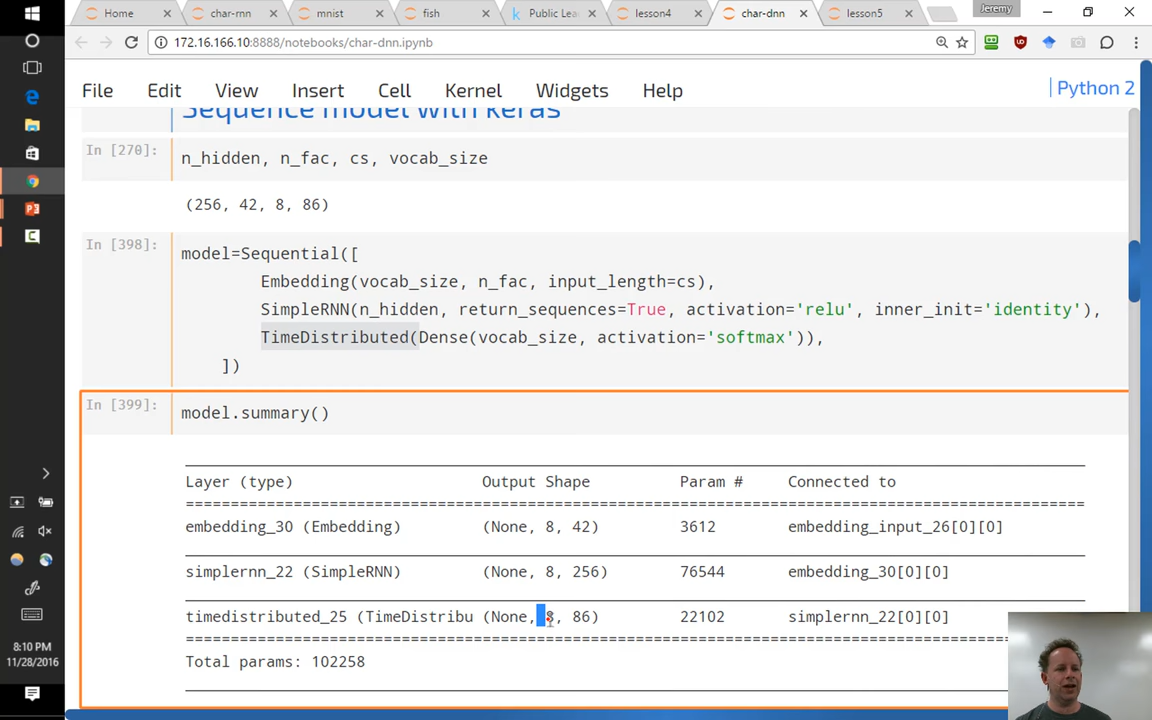 Home
char-rnn
mnist
fish
Public Lea
lesson4
char-dnn
lesson5
Jeremy
172.16.166.10:8888/notebooks/char-dnn.ipynb
File Edit View Insert Cell Kernel Widgets Help
Python 2
Sequence model with keras
In [270]:
n_hidden, n_fac, cs, vocab_size
(256, 42, 8, 86)
In [398]:
model=Sequential([
Embedding(vocab_size, n_fac, input_length=cs),
SimpleRNN(n_hidden, return_sequences=True, activation='relu', inner_init='identity'),
TimeDistributed(Dense(vocab_size, activation='softmax')),
])
In [399]:
model.summary()
Layer (type) Output Shape Param # Connected to
embedding_30 (Embedding) (None, 8, 42) 3612 embedding_input_26[0][0]
simplernn_22 (SimpleRNN) (None, 8, 256) 76544 embedding_30[0][0]
timedistributed_25 (TimeDistribu (None, 8, 86) 22102 simplernn_22[0][0]
Total params: 102258
8:10 PM
11/28/2016